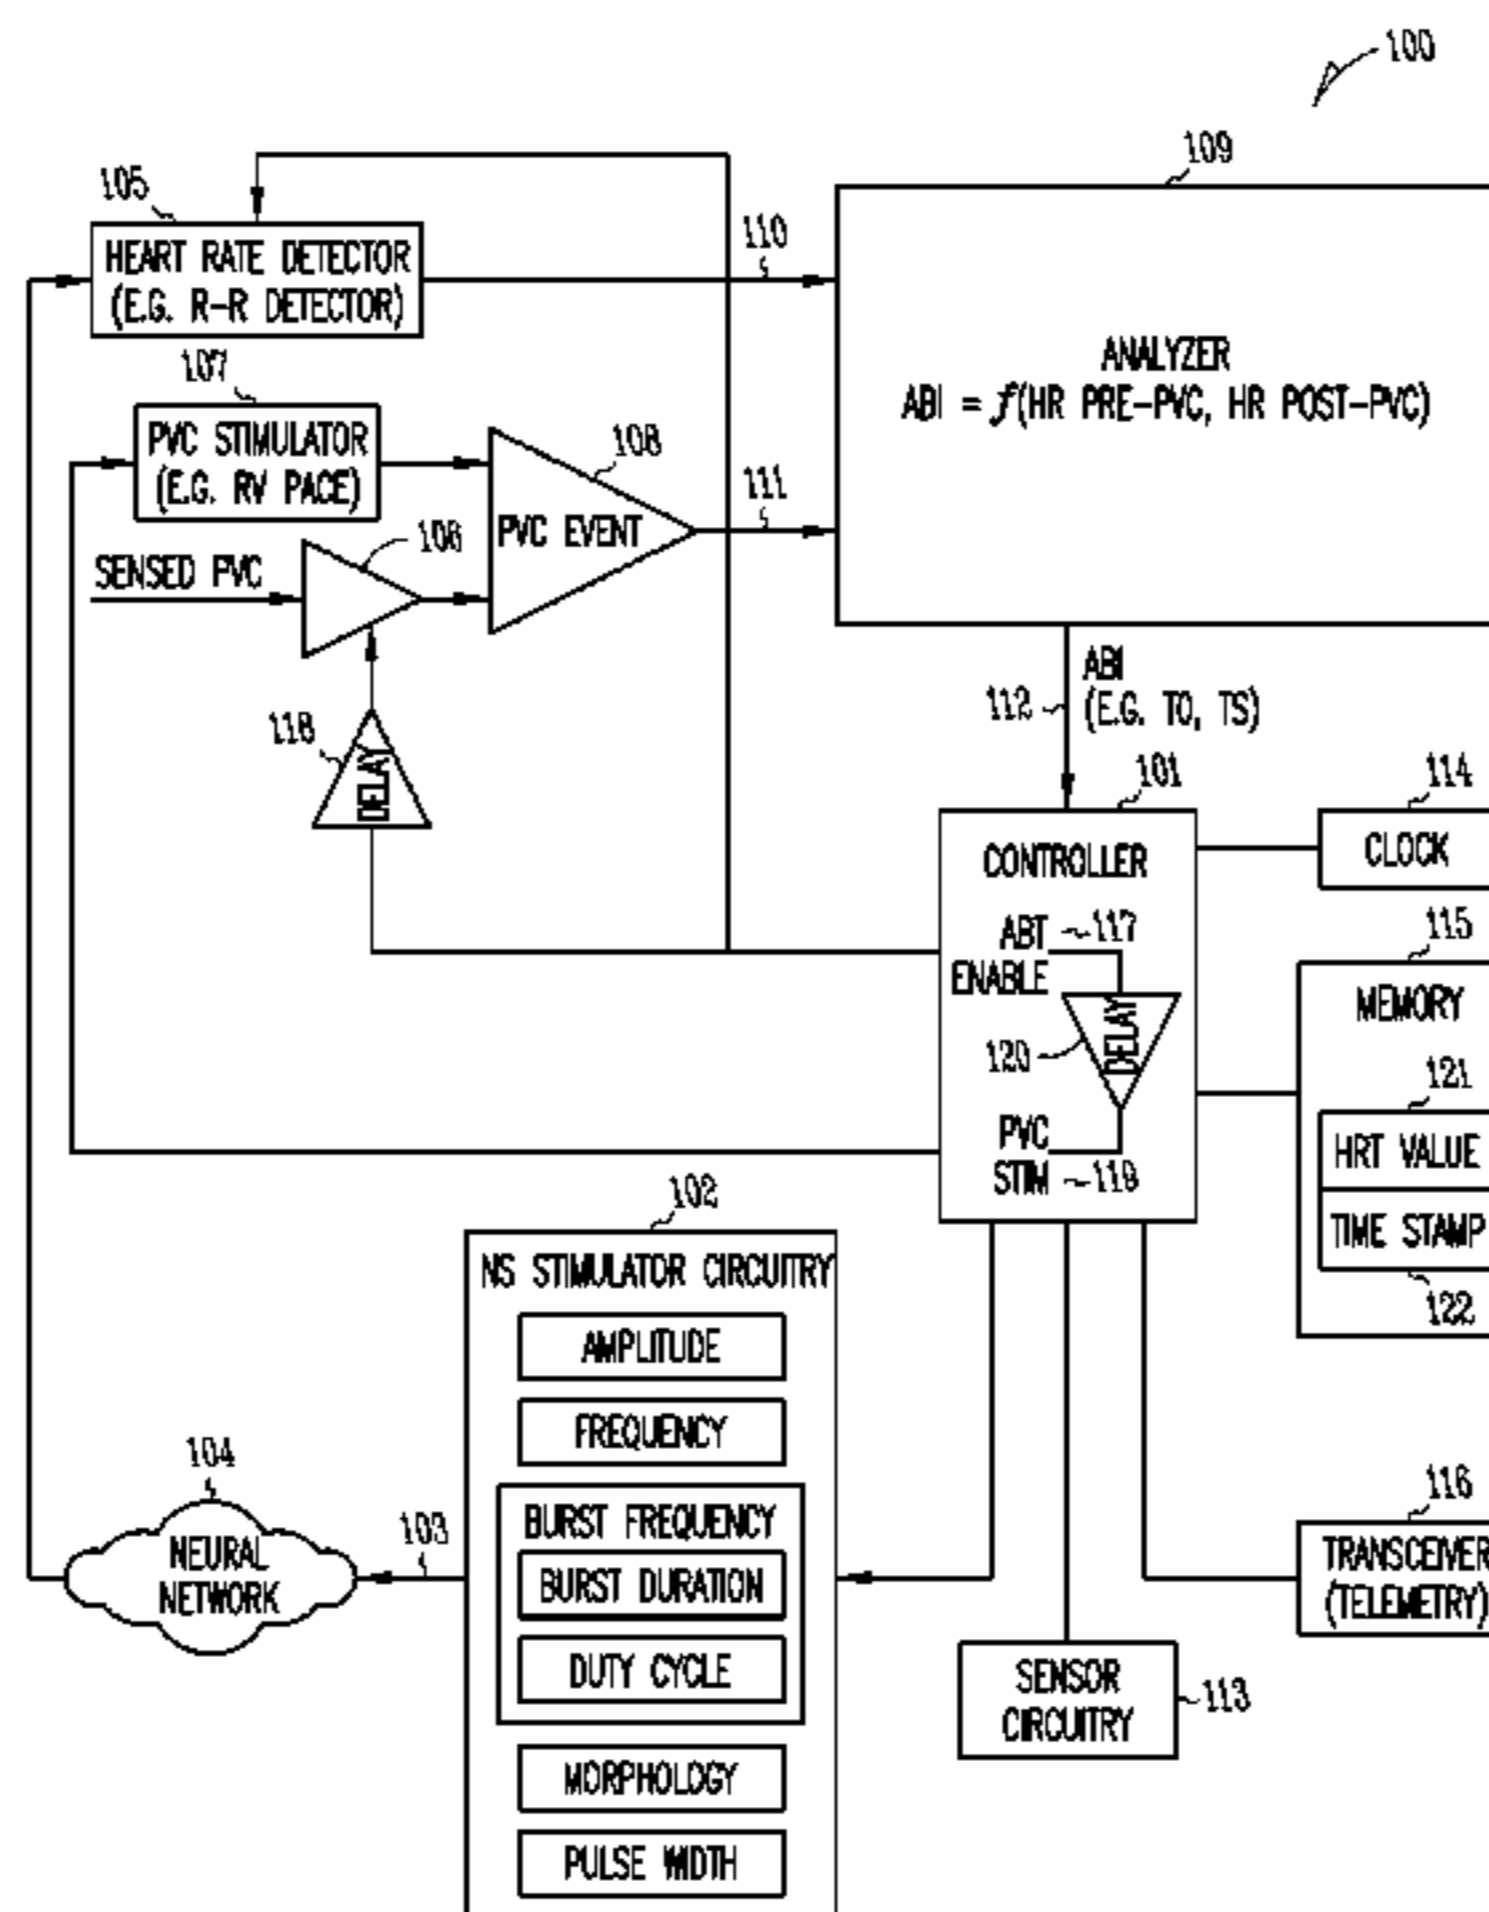 100
109
105
HEART RATE DETECTOR
(E.G. R-R DETECTOR)
110
107
PVC STIMULATOR
(E.G. RV PACE)
108
PVC EVENT
111
106
SENSED PVC
118
DELAY
ANALYZER
ABI = f(HR PRE-PVC, HR POST-PVC)
112
ABI
(E.G. TO, TS)
101
CONTROLLER
ABT
ENABLE
117
DELAY
120
PVC
STIM
119
114
CLOCK
115
MEMORY
121
HRT VALUE
TIME STAMP
122
102
NS STIMULATOR CIRCUITRY
AMPLITUDE
FREQUENCY
BURST FREQUENCY
BURST DURATION
DUTY CYCLE
MORPHOLOGY
PULSE WIDTH
104
NEURAL
NETWORK
103
116
TRANSCEIVER
(TELEMETRY)
SENSOR
CIRCUITRY
113